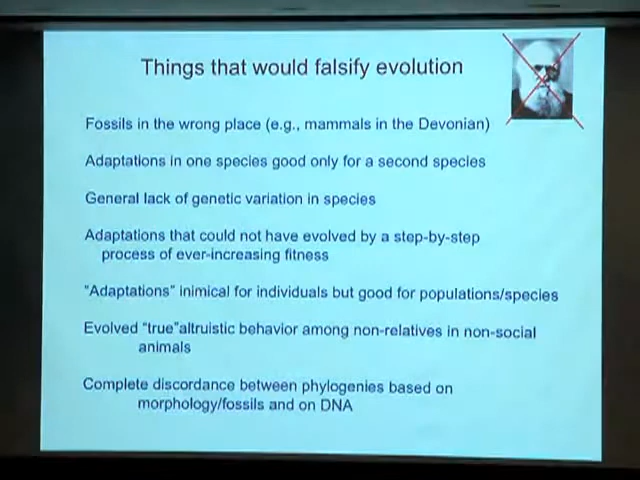 Things that would falsify evolution
Fossils in the wrong place (e.g., mammals in the Devonian)
Adaptations in one species good only for a second species
General lack of genetic variation in species
Adaptations that could not have evolved by a step-by-step
process of ever-increasing fitness
"Adaptations" inimical for individuals but good for populations/species
Evolved "true"altruistic behavior among non-relatives in non-social
animals
Complete discordance between phylogenies based on
morphology/fossils and on DNA